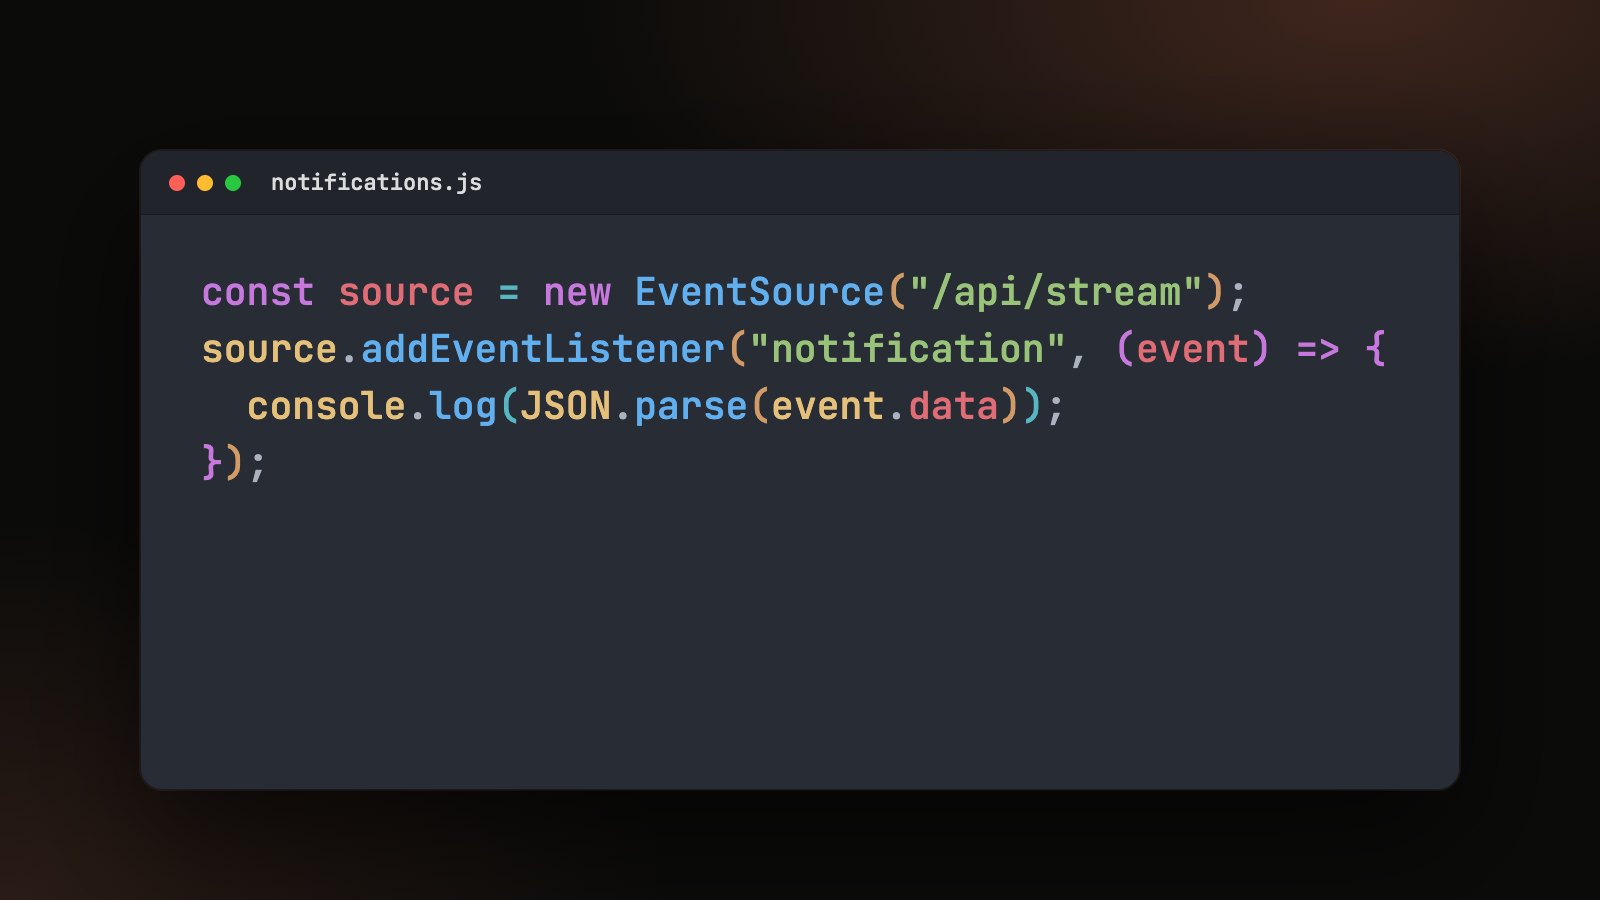 notifications.js
const source = new EventSource("/api/stream");
source.addEventListener("notification", (event) => {
  console.log(JSON.parse(event.data));
});